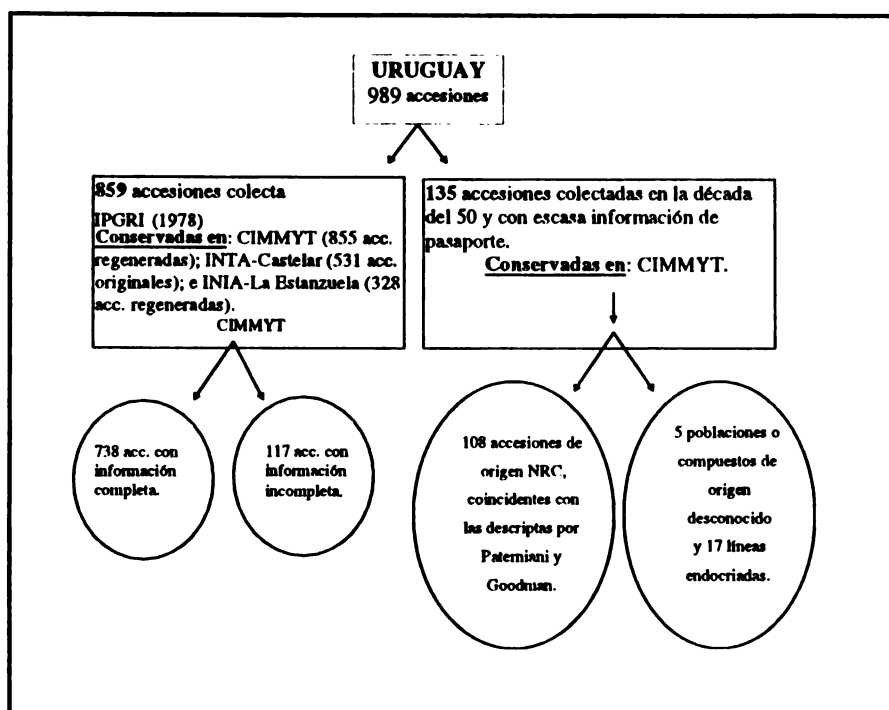 URUGUAY
989 accesiones
859 accesiones colecta
IPGRI (1978)
Conservadas en: CIMMYT (855 acc.
regeneradas); INTA-Castelar (531 acc.
originales); e INIA-La Estanzuela (328
acc. regeneradas).
CIMMYT
135 accesiones colectadas en la década
del 50 y con escasa información de
pasaporte.
Conservadas en: CIMMYT.
738 acc. con
información
completa.
117 acc. con
información
incompleta.
108 accesiones de
origen NRC,
coincidentes con
las descriptas por
Paterniani y
Goodman.
5 poblaciones o
compuestos de
origen
desconocido
y 17 líneas
endocriadas.